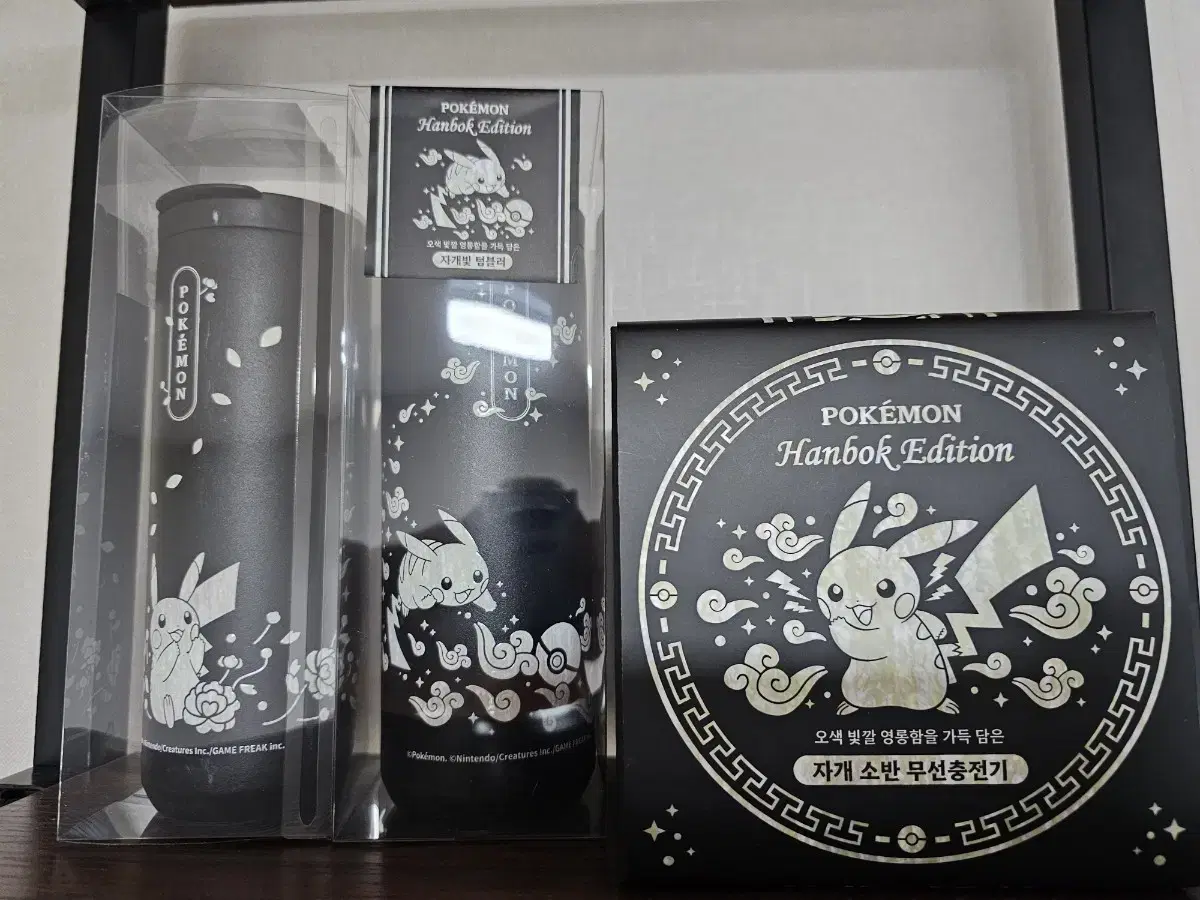 POKÉMON
©Nintendo/Creatures Inc./GAME FREAK inc.
POKÉMON
Hanbok Edition
오색 빛깔 영롱함을 가득 담은
자개빛 텀블러
POKÉMON
©Pokémon. ©Nintendo/Creatures Inc./GAME FREAK
POKÉMON
Hanbok Edition
오색 빛깔 영롱함을 가득 담은
자개 소반 무선충전기